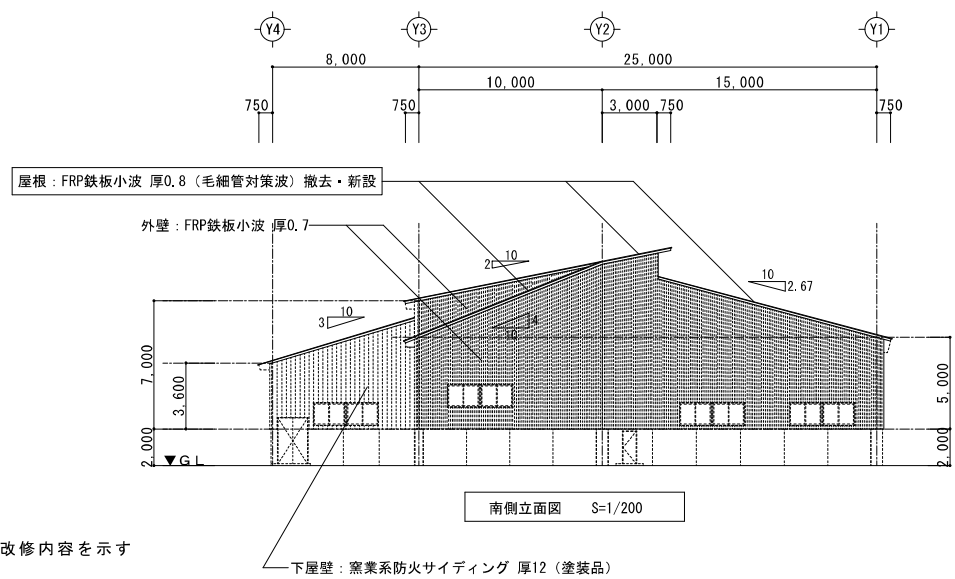 Y4
Y3
Y2
Y1
8,000
25,000
10,000
15,000
750
750
3,000
750
750
屋根：FRP鉄板小波 厚0.8（毛細管対策波）撤去・新設
外壁：FRP鉄板小波 厚0.7
10
2
10
2.67
10
3
4
10
7,000
3,600
2,000
5,000
2,000
▼GL
南側立面図 S=1/200
改修内容を示す
下屋壁：窯業系防火サイディング 厚12（塗装品）